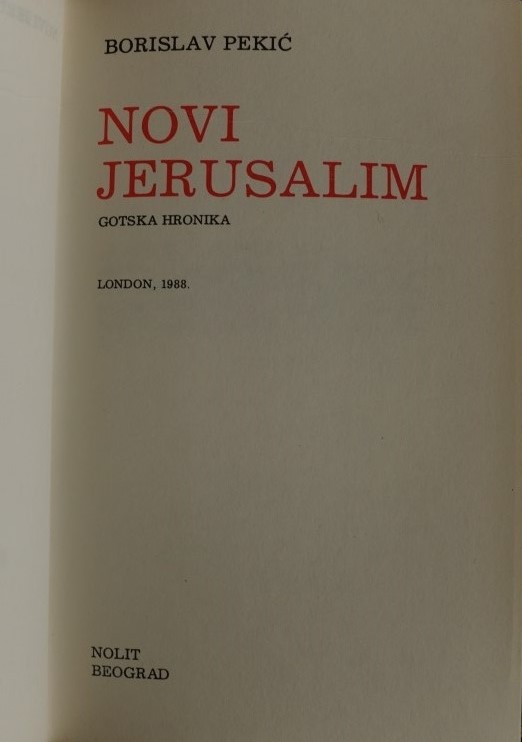 BORISLAV PEKIĆ
NOVI
JERUSALIM
GOTSKA HRONIKA
LONDON, 1988.
NOLIT
BEOGRAD